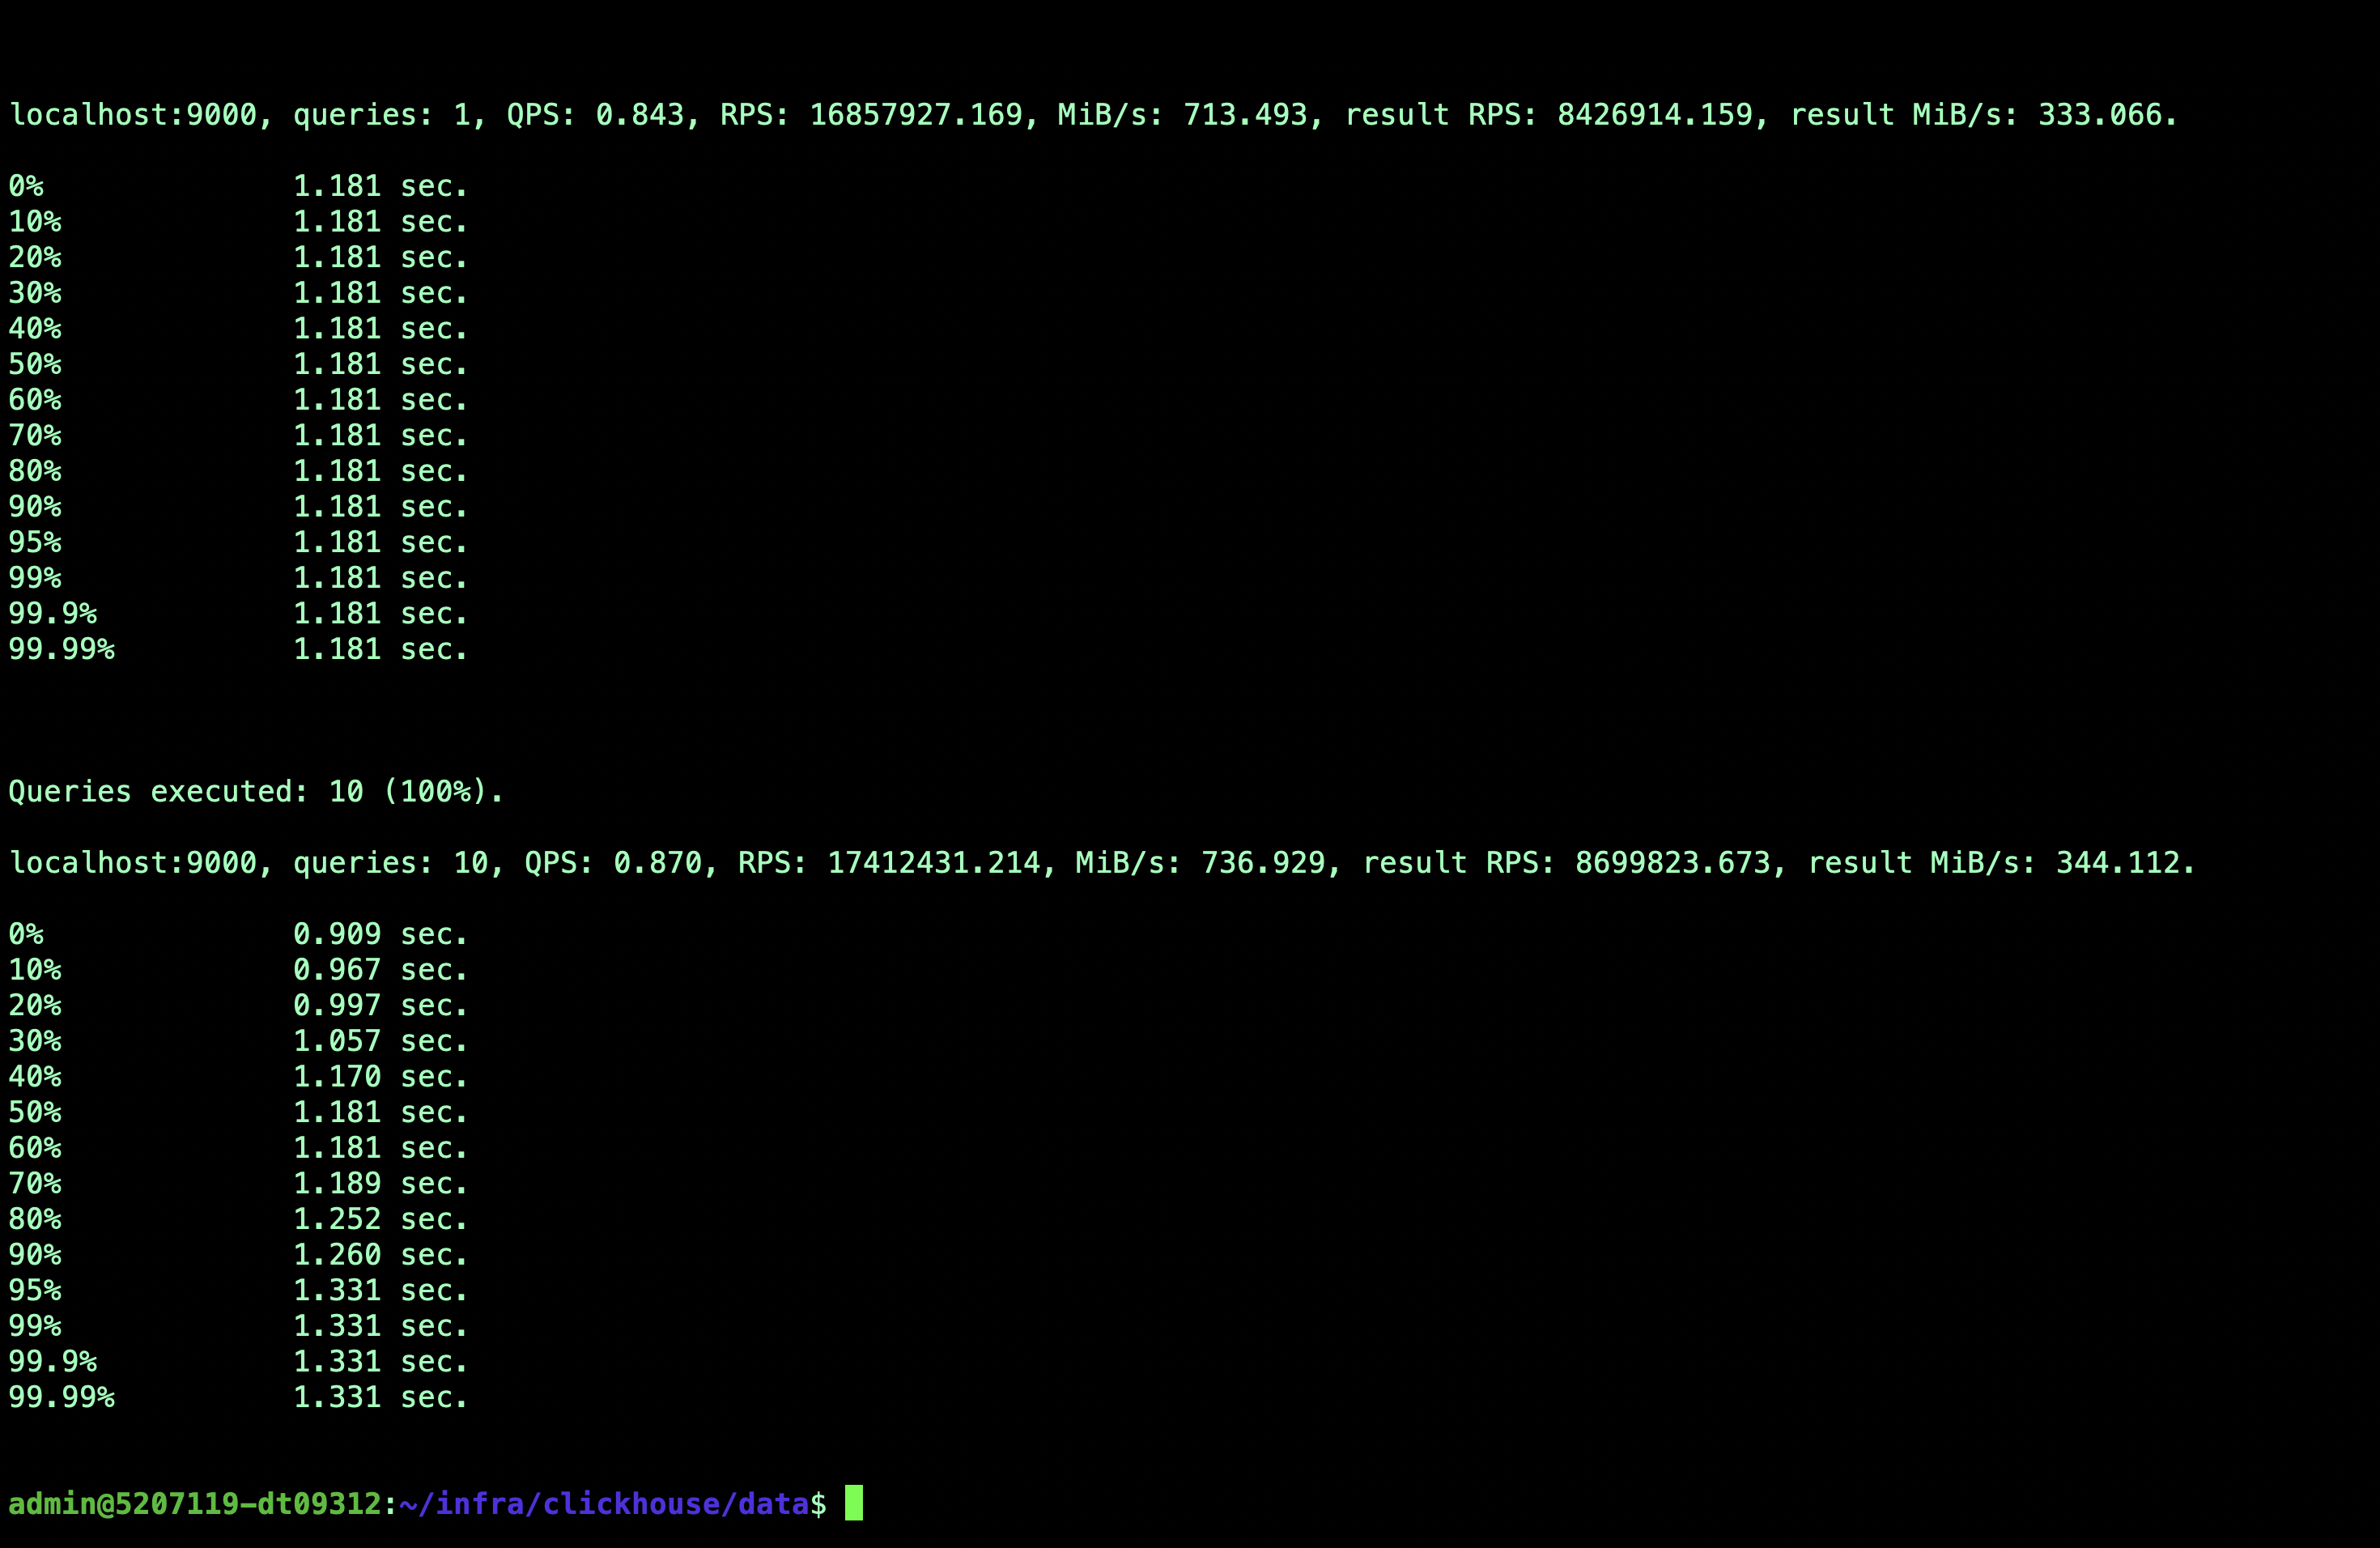 localhost:9000, queries: 1, QPS: 0.843, RPS: 16857927.169, MiB/s: 713.493, result RPS: 8426914.159, result MiB/s: 333.066.
0% 1.181 sec.
10% 1.181 sec.
20% 1.181 sec.
30% 1.181 sec.
40% 1.181 sec.
50% 1.181 sec.
60% 1.181 sec.
70% 1.181 sec.
80% 1.181 sec.
90% 1.181 sec.
95% 1.181 sec.
99% 1.181 sec.
99.9% 1.181 sec.
99.99% 1.181 sec.
Queries executed: 10 (100%).
localhost:9000, queries: 10, QPS: 0.870, RPS: 17412431.214, MiB/s: 736.929, result RPS: 8699823.673, result MiB/s: 344.112.
0% 0.909 sec.
10% 0.967 sec.
20% 0.997 sec.
30% 1.057 sec.
40% 1.170 sec.
50% 1.181 sec.
60% 1.181 sec.
70% 1.189 sec.
80% 1.252 sec.
90% 1.260 sec.
95% 1.331 sec.
99% 1.331 sec.
99.9% 1.331 sec.
99.99% 1.331 sec.
admin@5207119-dt09312:~/infra/clickhouse/data$